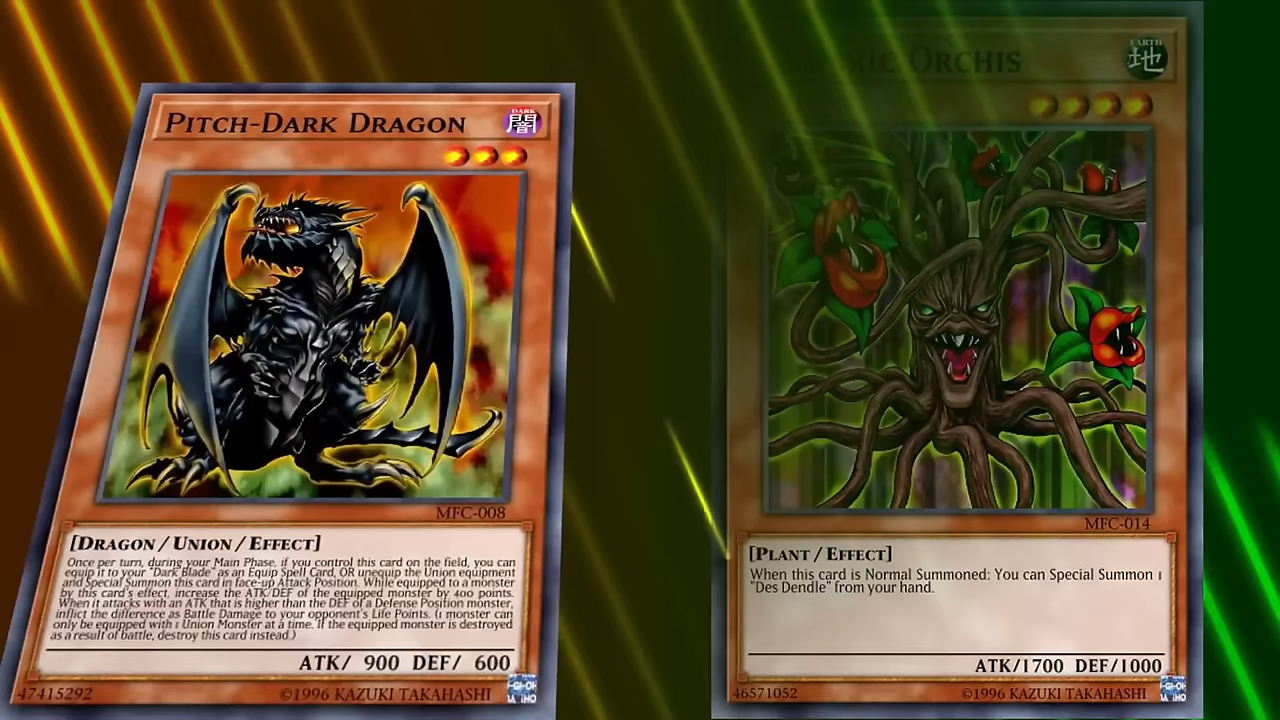 PITCH-DARK DRAGON
DARK
闇
MFC-008
[DRAGON / UNION / EFFECT]
Once per turn, during your Main Phase, if you control this card on the field, you can
equip it to your "Dark Blade" as an Equip Spell Card, OR unequip the Union equipment
and Special Summon this card in face-up Attack Position. While equipped to a monster
by this card's effect, increase the ATK/DEF of the equipped monster by 400 points.
When it attacks with an ATK that is higher than the DEF of a Defense Position monster,
inflict the difference as Battle Damage to your opponent's Life Points. (1 monster can
only be equipped with 1 Union Monster at a time. If the equipped monster is destroyed
as a result of battle, destroy this card instead.)
ATK/ 900 DEF/ 600
47415292
©1996 KAZUKI TAKAHASHI
ORCHIS
EARTH
地
MFC-014
[PLANT / EFFECT]
When this card is Normal Summoned: You can Special Summon 1
"Des Dendle" from your hand.
ATK/1700 DEF/1000
46571052
©1996 KAZUKI TAKAHASHI